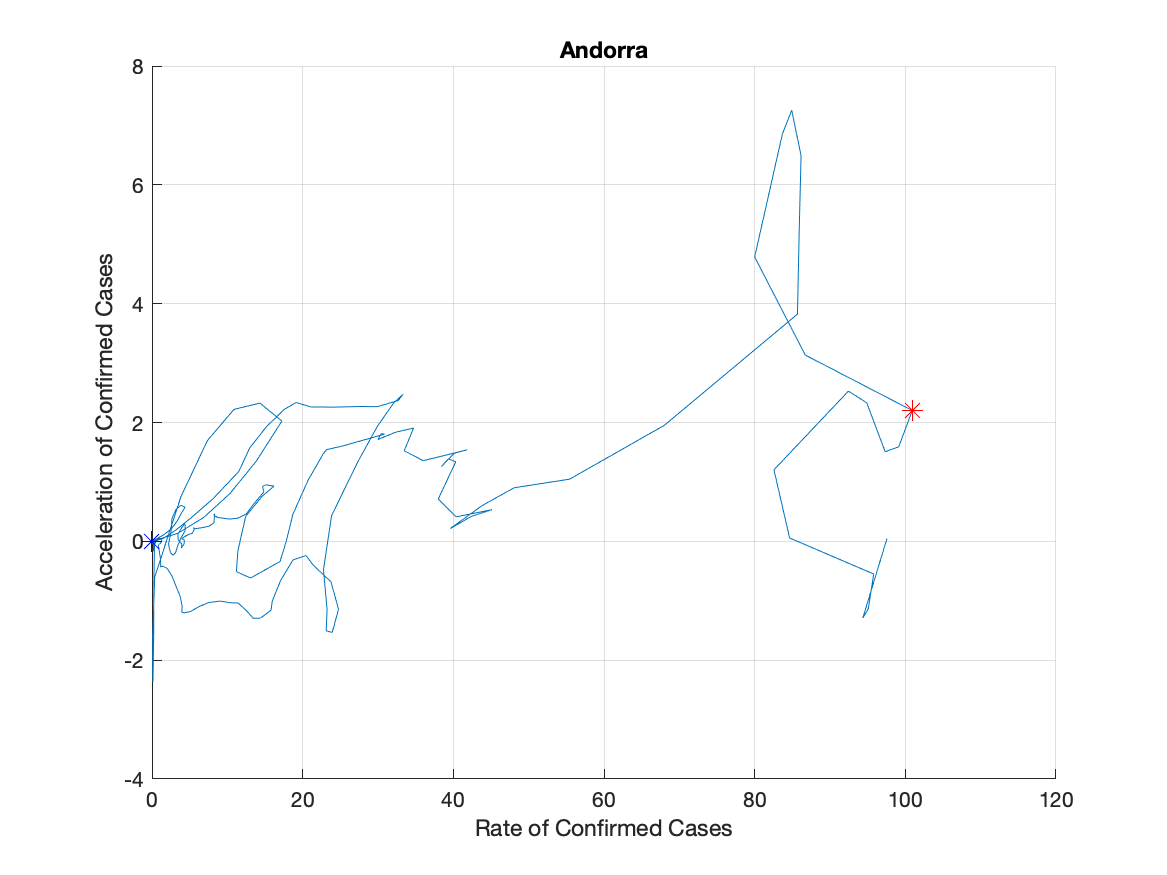 Andorra
8
6
4
2
0
-2
-4
0 20 40 60 80 100 120
Acceleration of Confirmed Cases
Rate of Confirmed Cases